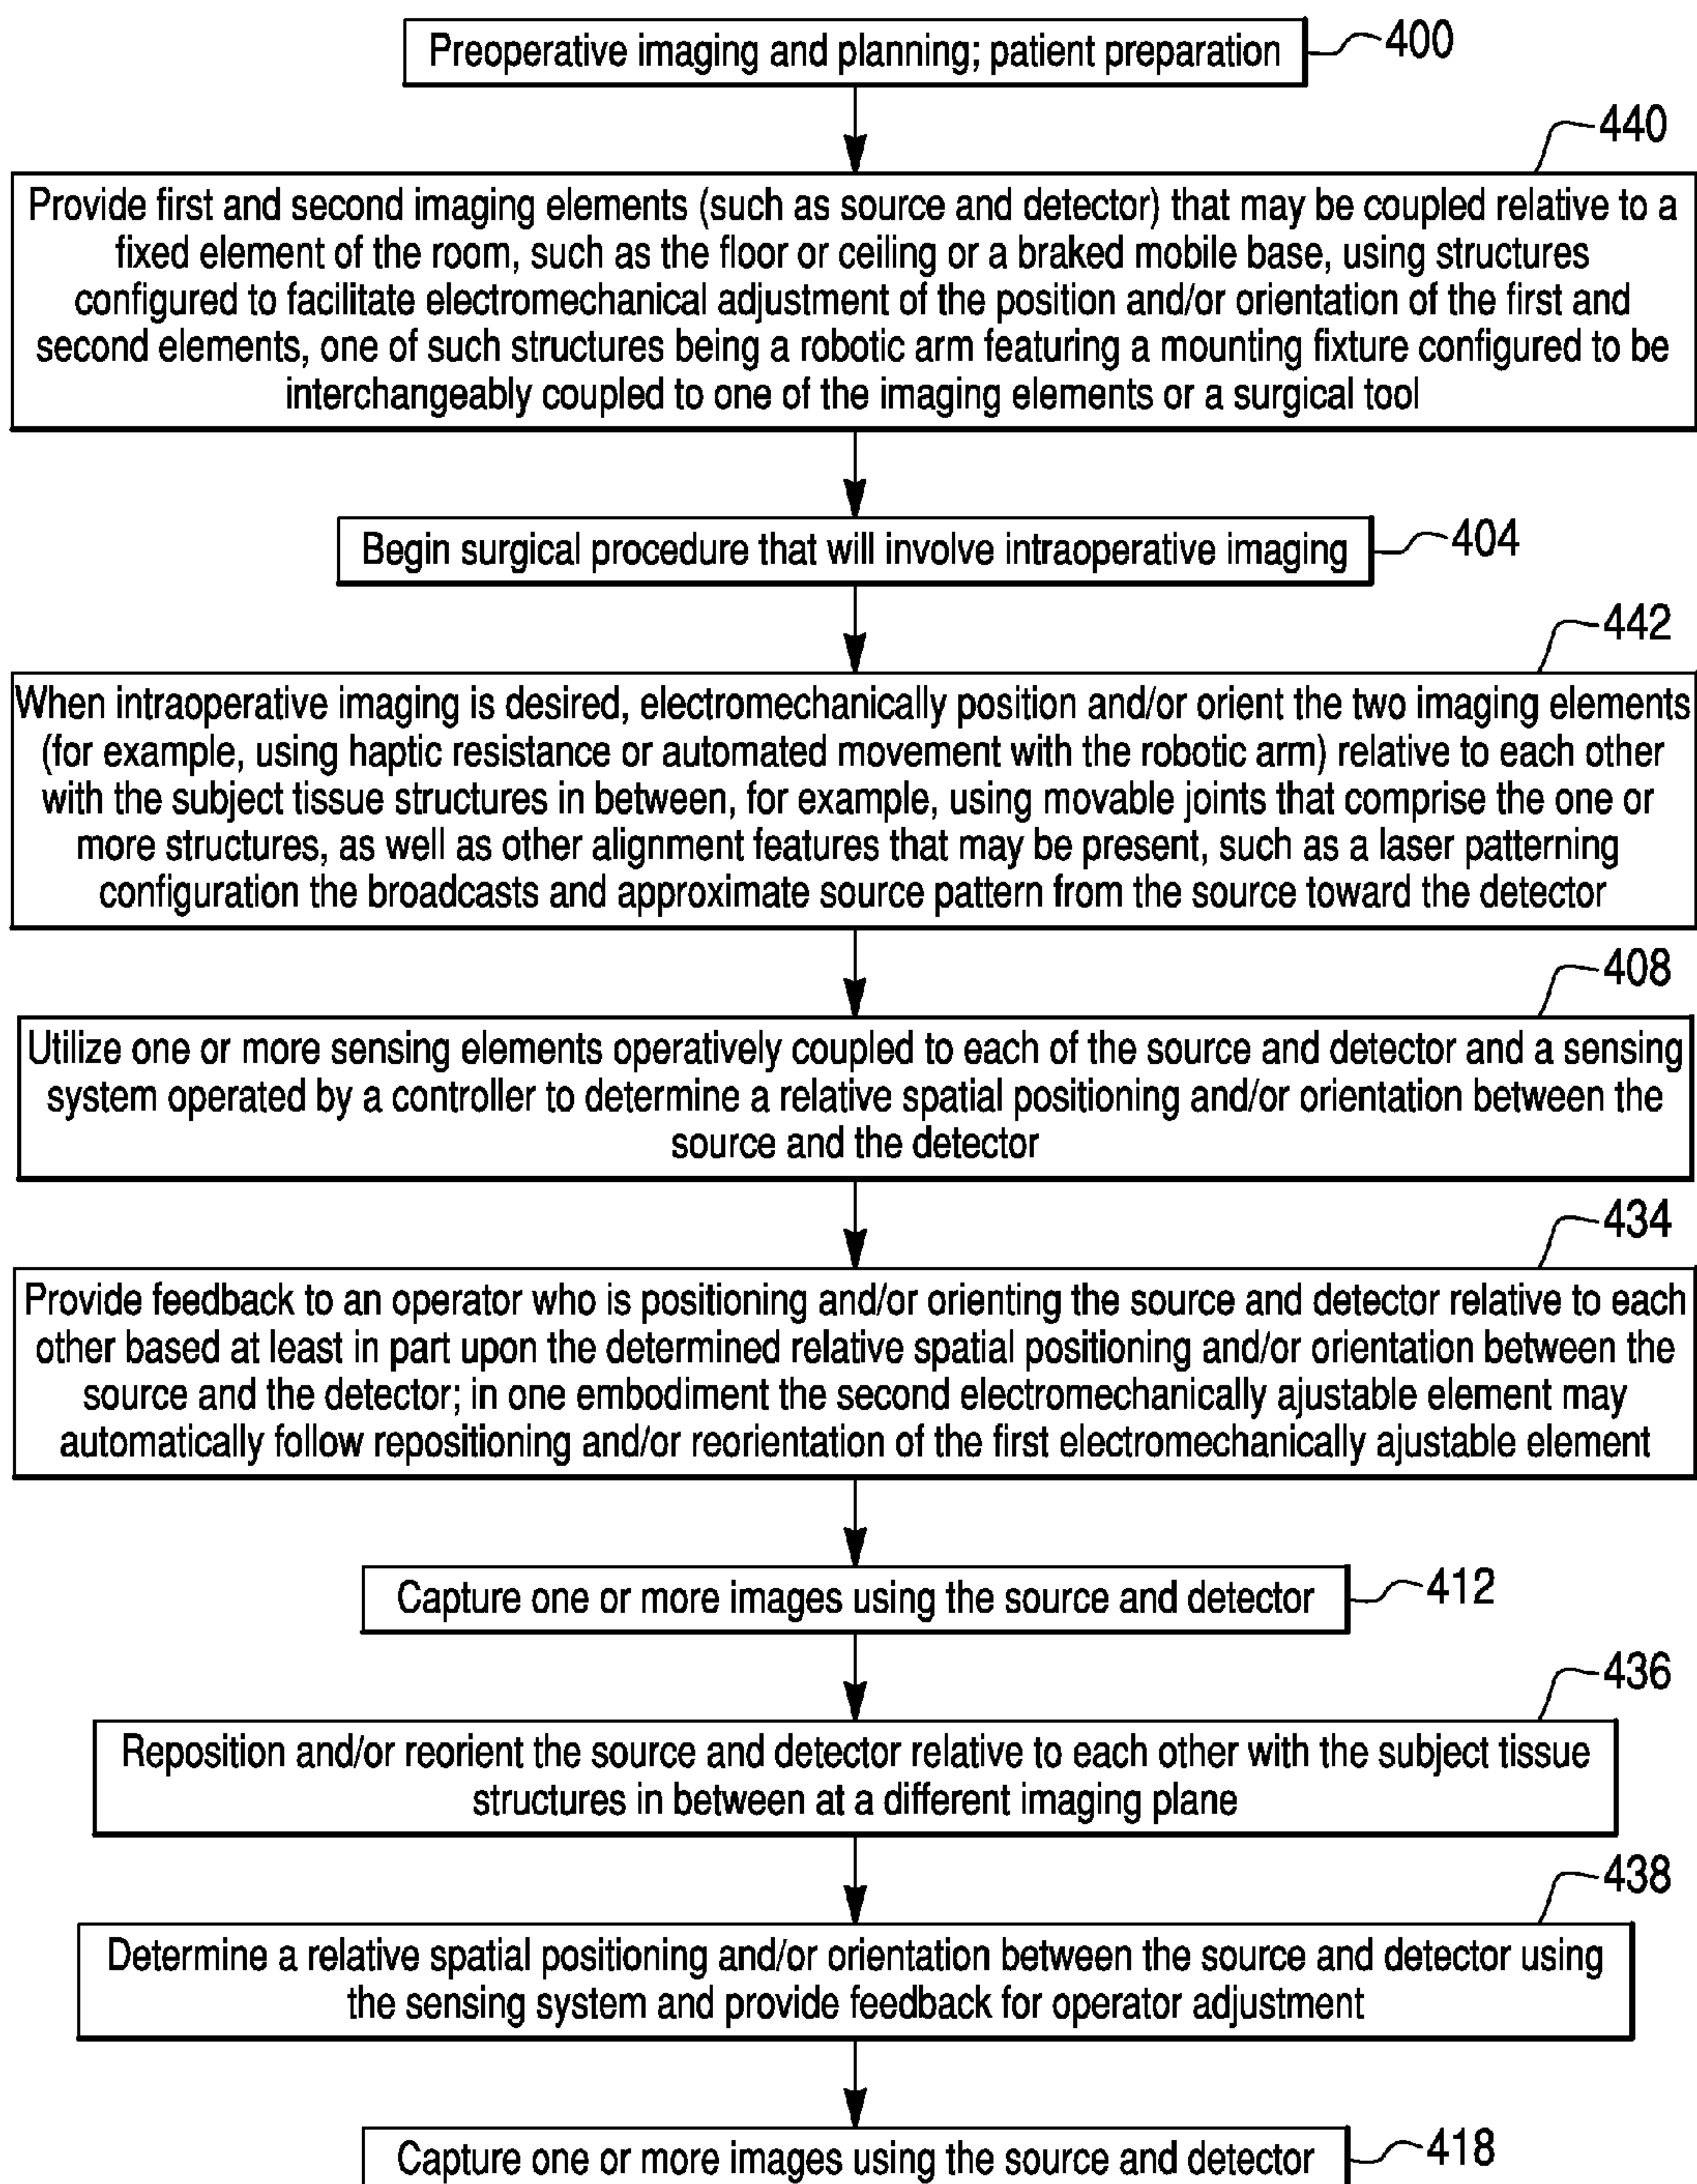 Preoperative imaging and planning; patient preparation
400
440
Provide first and second imaging elements (such as source and detector) that may be coupled relative to a
fixed element of the room, such as the floor or ceiling or a braked mobile base, using structures
configured to facilitate electromechanical adjustment of the position and/or orientation of the first and
second elements, one of such structures being a robotic arm featuring a mounting fixture configured to be
interchangeably coupled to one of the imaging elements or a surgical tool
Begin surgical procedure that will involve intraoperative imaging
404
442
When intraoperative imaging is desired, electromechanically position and/or orient the two imaging elements
(for example, using haptic resistance or automated movement with the robotic arm) relative to each other
with the subject tissue structures in between, for example, using movable joints that comprise the one or
more structures, as well as other alignment features that may be present, such as a laser patterning
configuration the broadcasts and approximate source pattern from the source toward the detector
408
Utilize one or more sensing elements operatively coupled to each of the source and detector and a sensing
system operated by a controller to determine a relative spatial positioning and/or orientation between the
source and the detector
434
Provide feedback to an operator who is positioning and/or orienting the source and detector relative to each
other based at least in part upon the determined relative spatial positioning and/or orientation between the
source and the detector; in one embodiment the second electromechanically ajustable element may
automatically follow repositioning and/or reorientation of the first electromechanically ajustable element
Capture one or more images using the source and detector
412
436
Reposition and/or reorient the source and detector relative to each other with the subject tissue
structures in between at a different imaging plane
438
Determine a relative spatial positioning and/or orientation between the source and detector using
the sensing system and provide feedback for operator adjustment
Capture one or more images using the source and detector
418